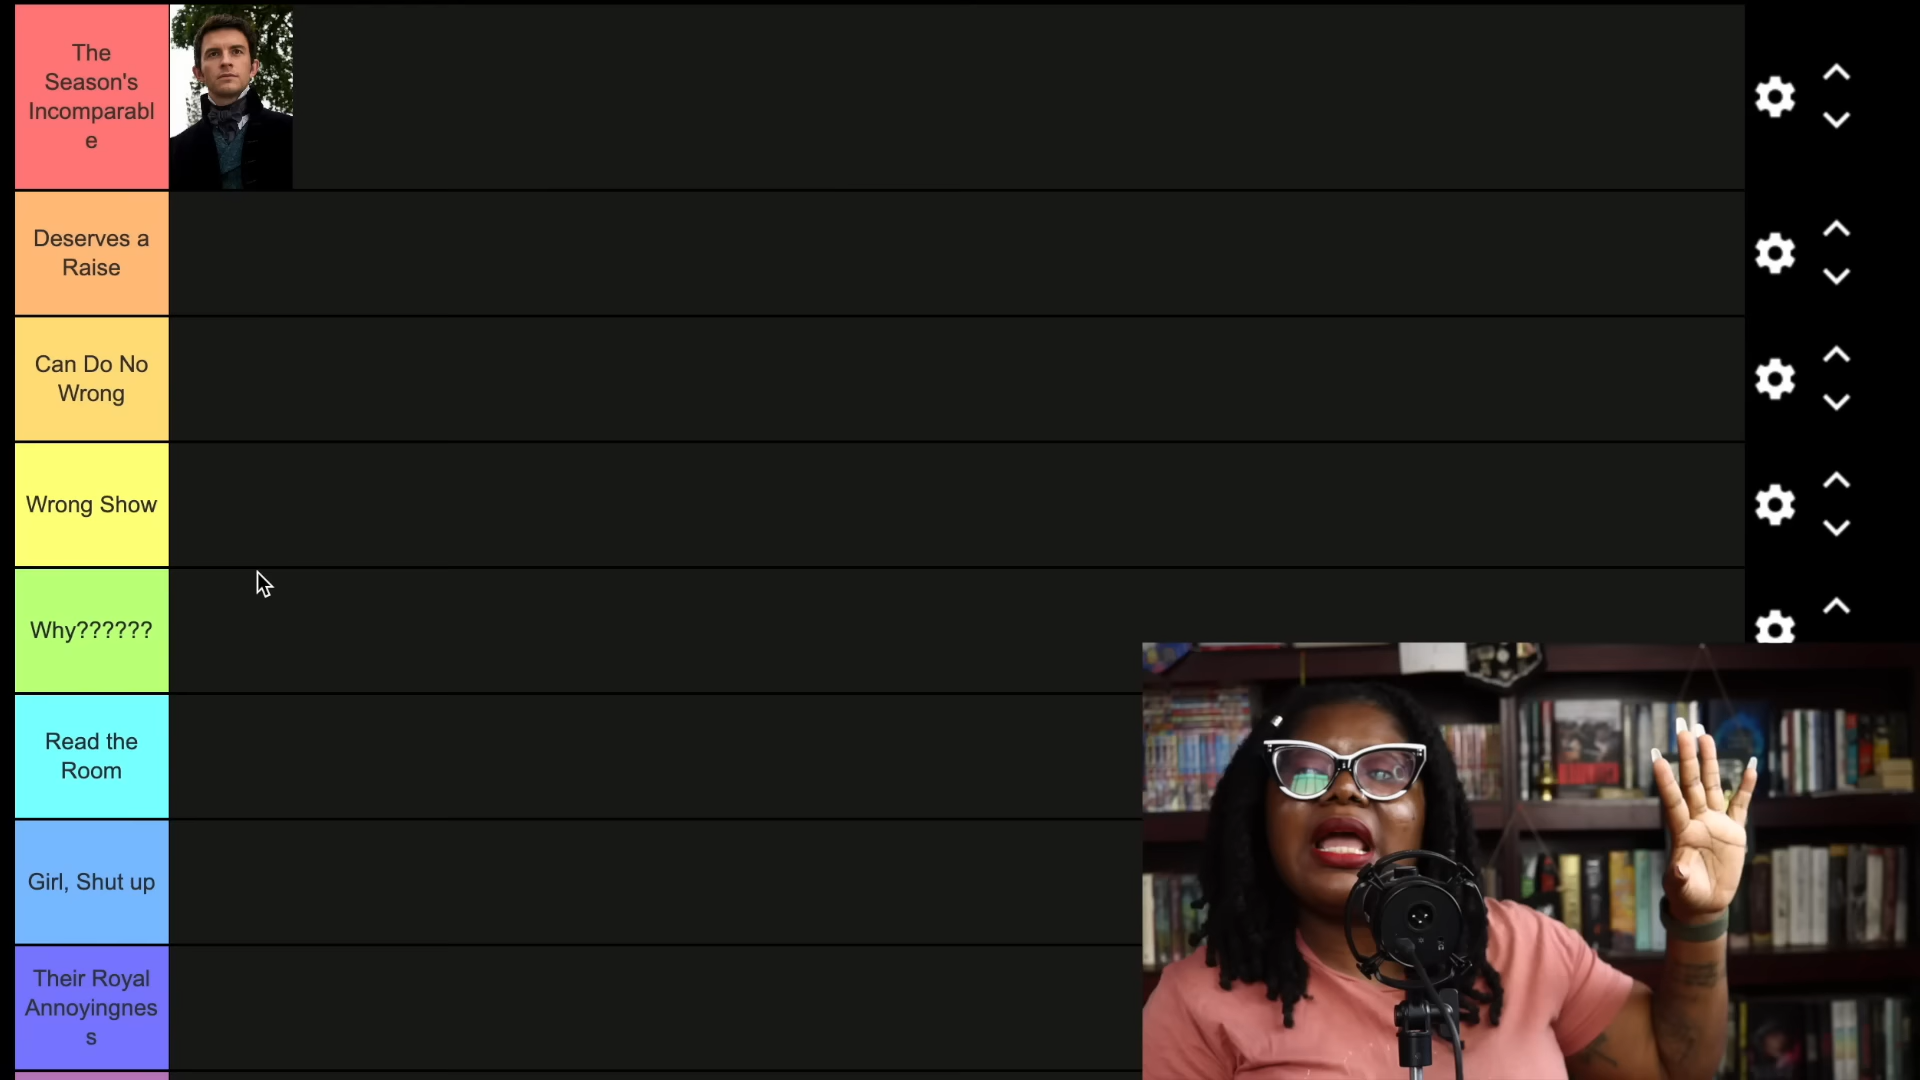 The
Season's
Incomparabl
e
Deserves a
Raise
Can Do No
Wrong
Wrong Show
Why??????
Read the
Room
Girl, Shut up
Their Royal
Annoyingnes
s